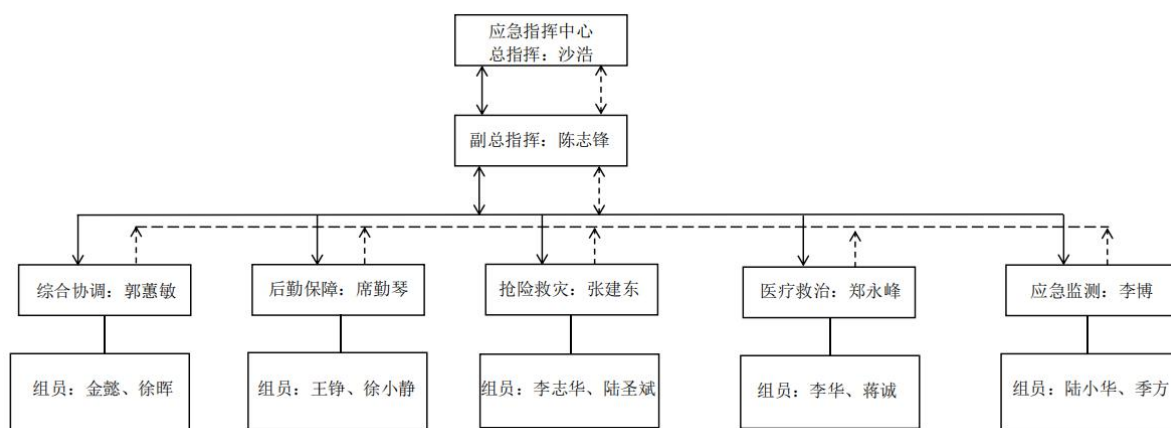 应急指挥中心
总指挥：沙浩
副总指挥：陈志锋
综合协调：郭蕙敏
后勤保障：席勤琴
抢险救灾：张建东
医疗救治：郑永峰
应急监测：李博
组员：金懿、徐晖
组员：王铮、徐小静
组员：李志华、陆圣斌
组员：李华、蒋诚
组员：陆小华、季方